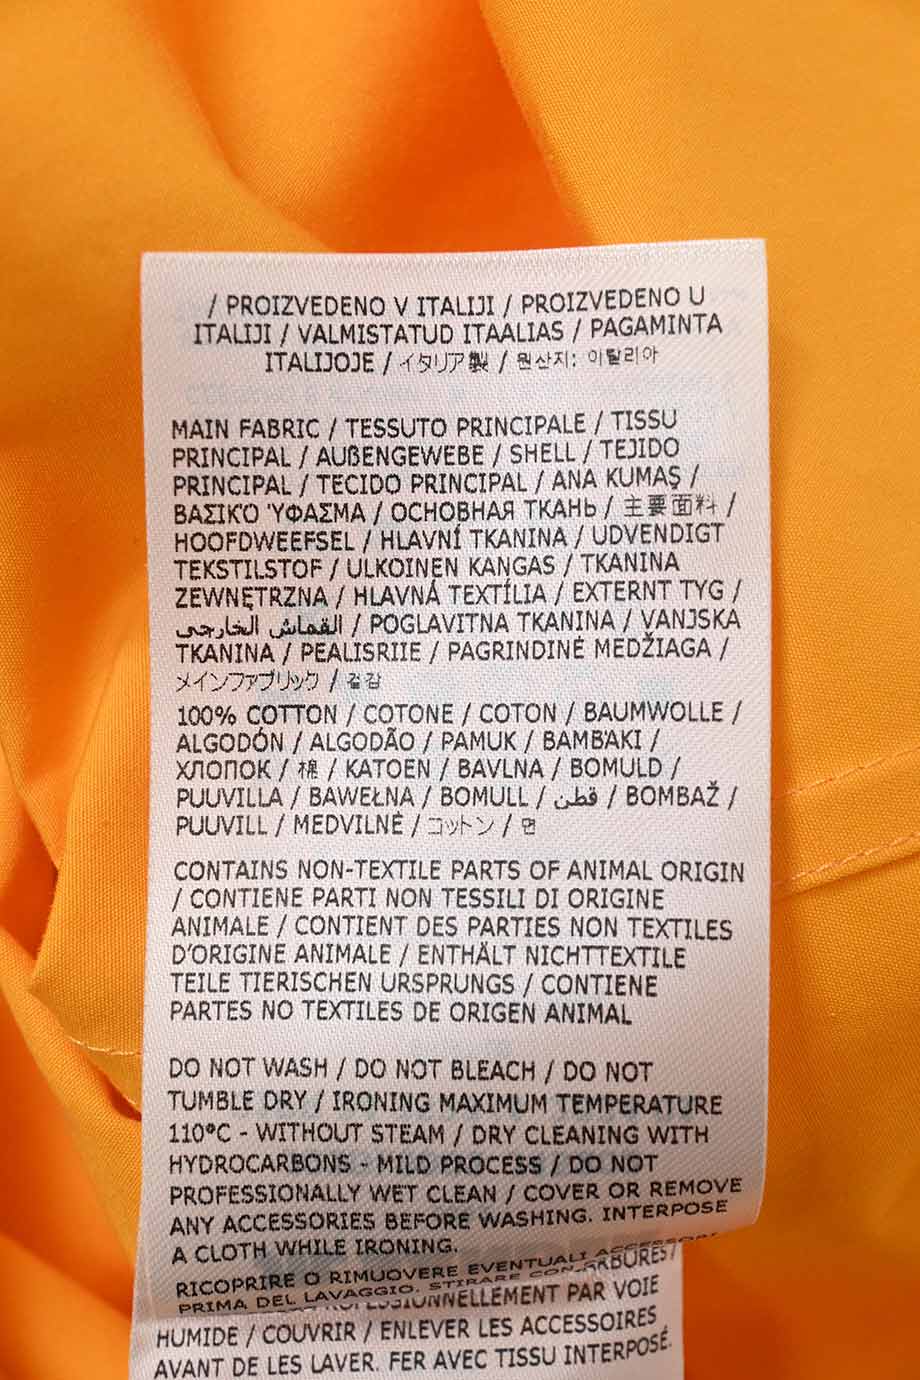 / PROIZVEDENO V ITALIJI / PROIZVEDENO U
ITALIJI / VALMISTATUD ITAALIAS / PAGAMINTA
ITALIJOJE / イタリア製 / 원산지: 이탈리아
MAIN FABRIC / TESSUTO PRINCIPALE / TISSU
PRINCIPAL / AUßENGEWEBE / SHELL / TEJIDO
PRINCIPAL / TECIDO PRINCIPAL / ANA KUMAŞ /
ΒΑΣΙΚΌ ΎΦΑΣΜΑ / ОСНОВНАЯ ТКАНЬ / 主要面料 /
HOOFDWEEFSEL / HLAVNÍ TKANINA / UDVENDIGT
TEKSTILSTOF / ULKOINEN KANGAS / TKANINA
ZEWNĘTRZNA / HLAVNÁ TEXTÍLIA / EXTERNT TYG /
القماش الخارجي / POGLAVITNA TKANINA / VANJSKA
TKANINA / PEALISRIIE / PAGRINDINĖ MEDŽIAGA /
メインファブリック / 겉감
100% COTTON / COTONE / COTON / BAUMWOLLE /
ALGODÓN / ALGODÃO / PAMUK / ΒΑΜΒΆΚΙ /
ХЛОПОК / 棉 / KATOEN / BAVLNA / BOMULD /
PUUVILLA / BAWEŁNA / BOMULL / قطن / BOMBAŽ /
PUUVILL / MEDVILNĖ / コットン / 면
CONTAINS NON-TEXTILE PARTS OF ANIMAL ORIGIN
/ CONTIENE PARTI NON TESSILI DI ORIGINE
ANIMALE / CONTIENT DES PARTIES NON TEXTILES
D'ORIGINE ANIMALE / ENTHÄLT NICHTTEXTILE
TEILE TIERISCHEN URSPRUNGS / CONTIENE
PARTES NO TEXTILES DE ORIGEN ANIMAL
DO NOT WASH / DO NOT BLEACH / DO NOT
TUMBLE DRY / IRONING MAXIMUM TEMPERATURE
110°C - WITHOUT STEAM / DRY CLEANING WITH
HYDROCARBONS - MILD PROCESS / DO NOT
PROFESSIONALLY WET CLEAN / COVER OR REMOVE
ANY ACCESSORIES BEFORE WASHING. INTERPOSE
A CLOTH WHILE IRONING.
RICOPRIRE O RIMUOVERE EVENTUALI
PRIMA DEL LAVAGGIO. STIRARE CON
PAR VOIE
HUMIDE / COUVRIR / ENLEVER LES ACCESSOIRES
AVANT DE LES LAVER. FER AVEC TISSU INTERPOSÉ.